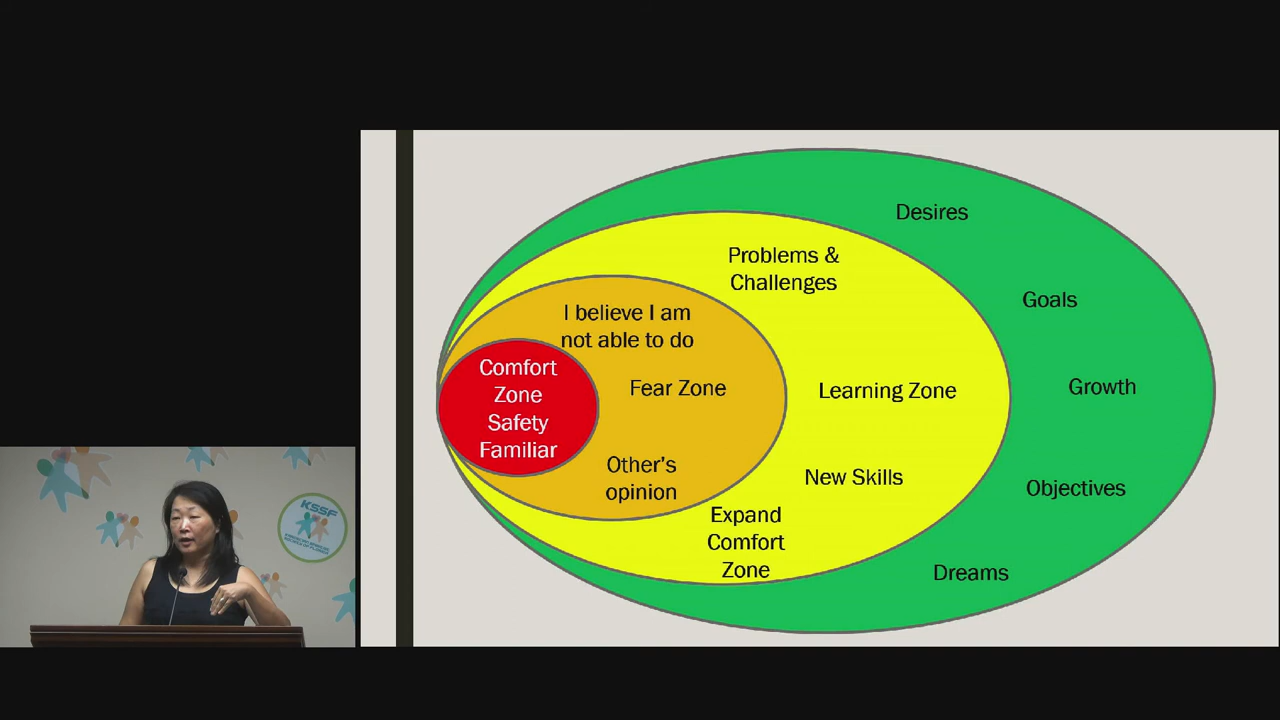 Desires
Problems &
Challenges
Goals
I believe I am
not able to do
Comfort
Zone
Safety
Familiar
Fear Zone
Learning Zone
Growth
Other's
opinion
New Skills
Objectives
Expand
Comfort
Zone
Dreams
KSSF